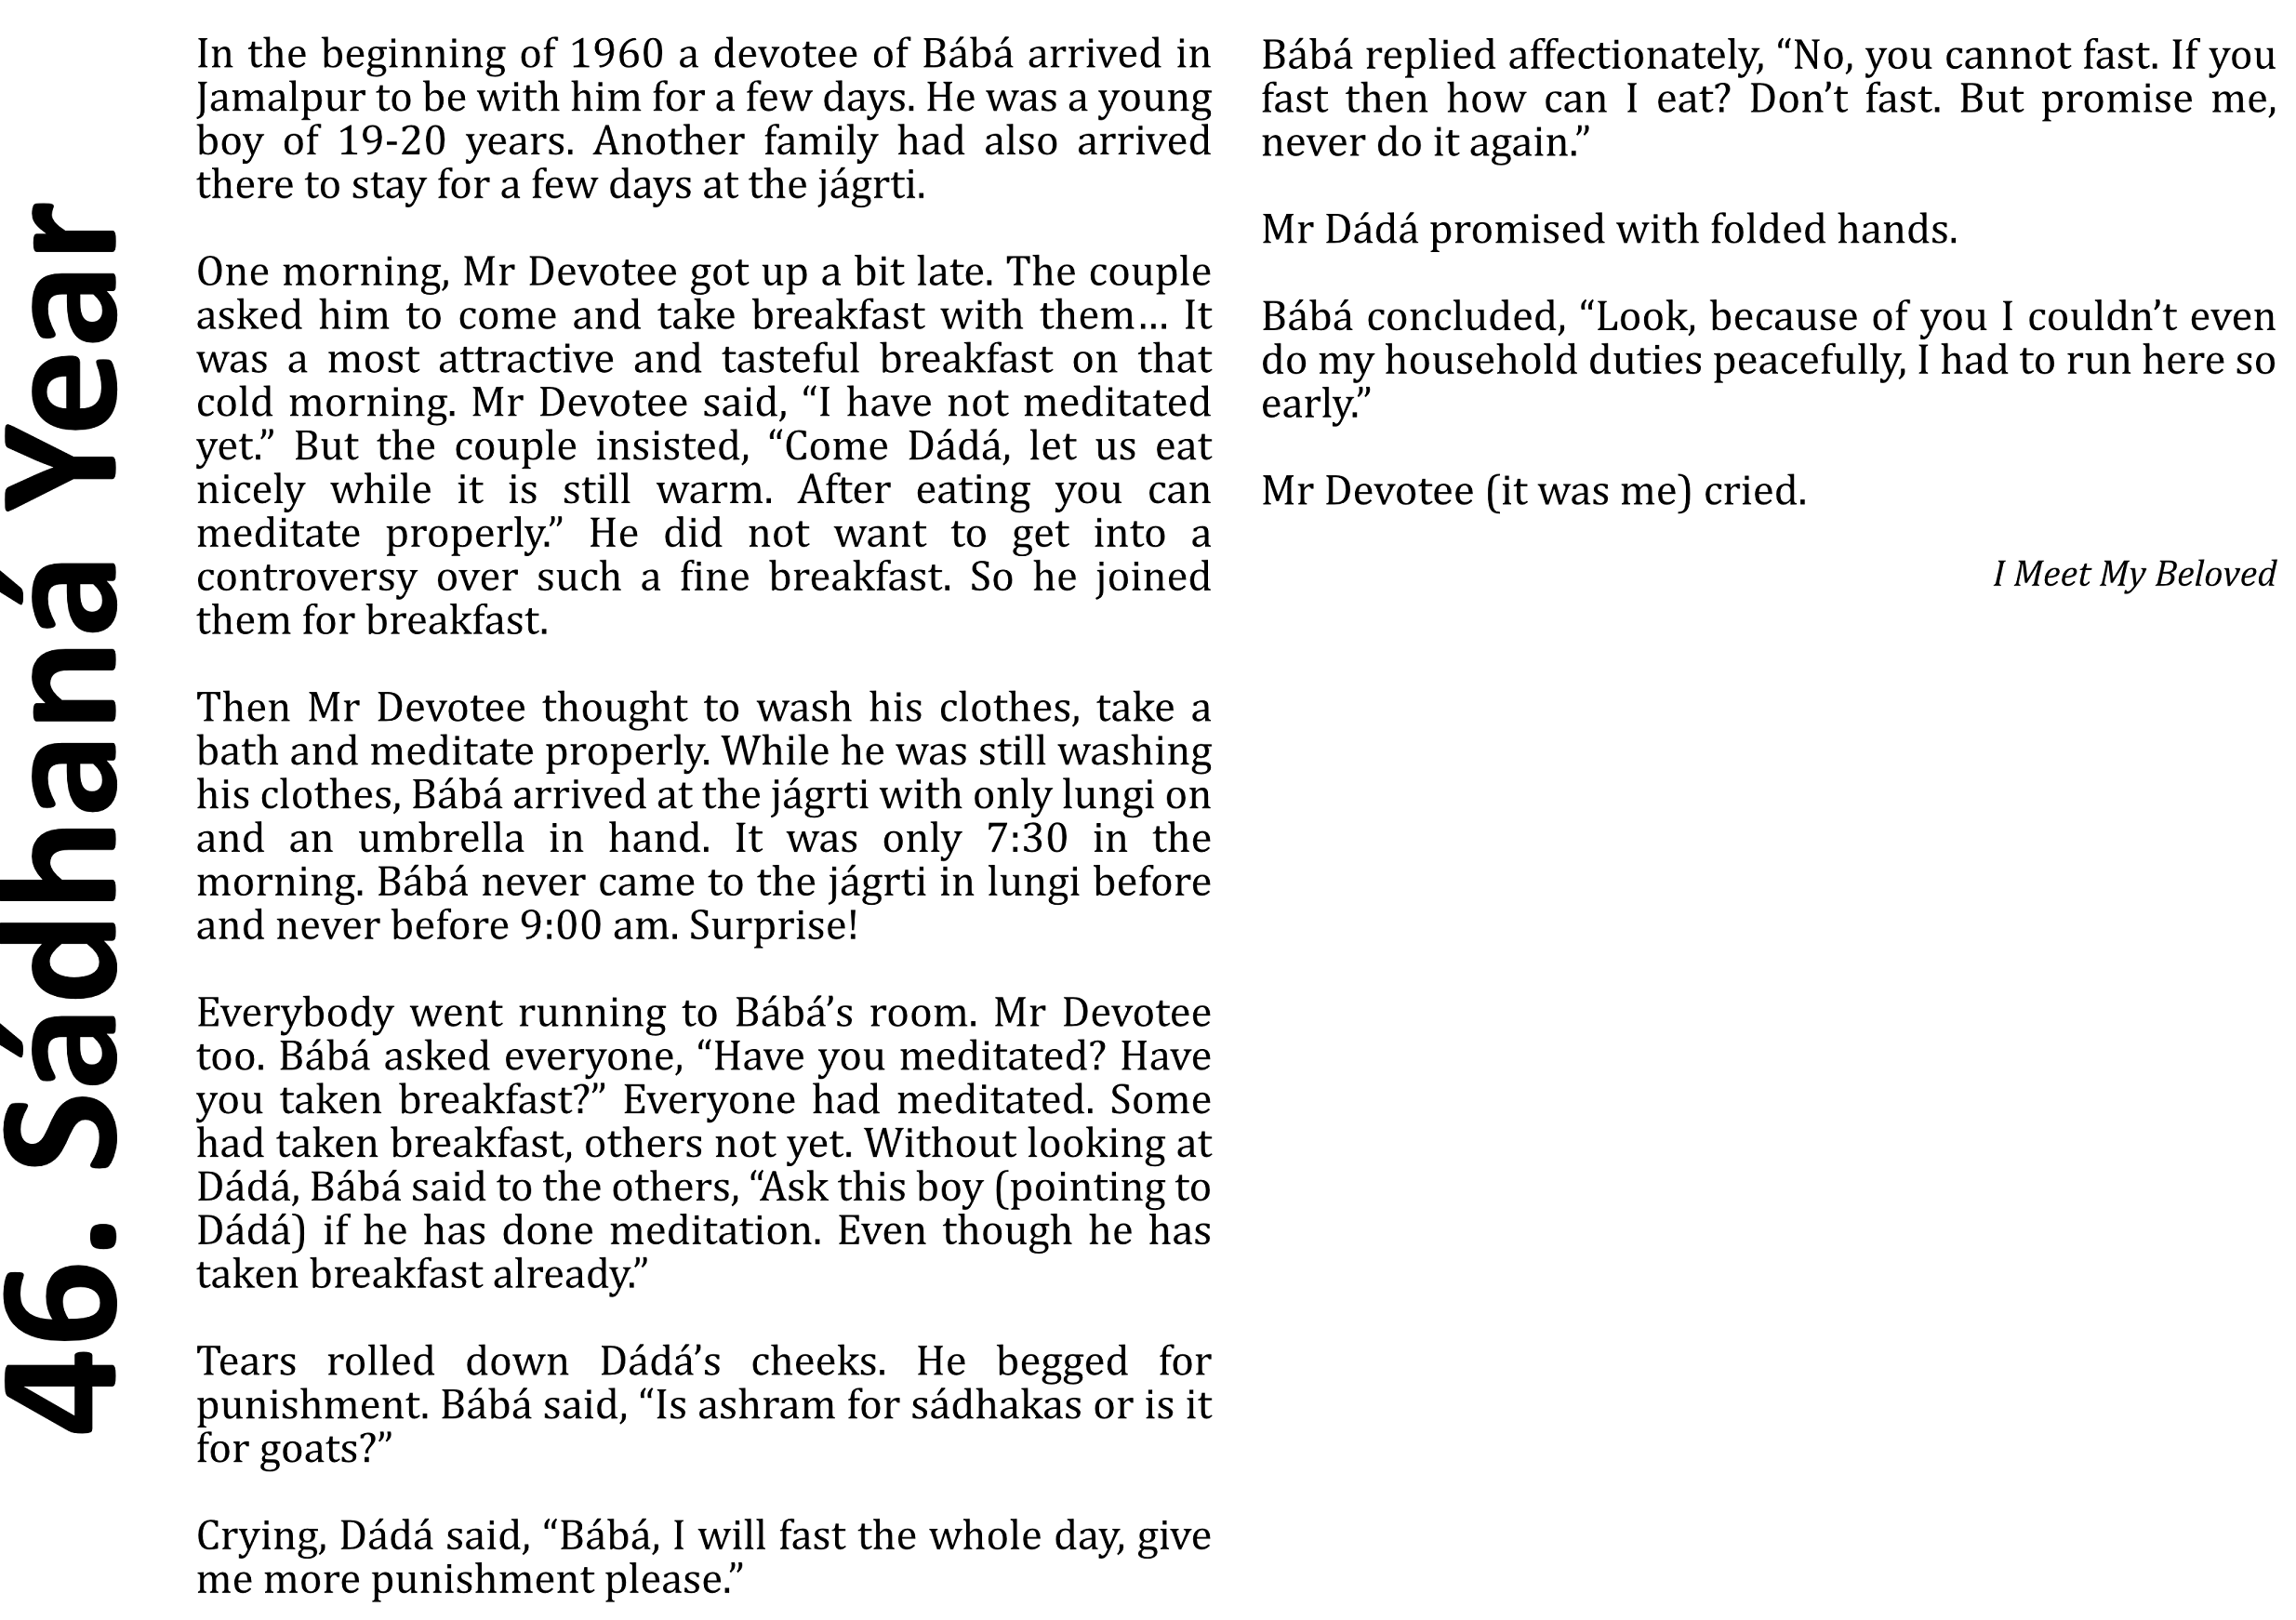 46. Sádhaná Year
In the beginning of 1960 a devotee of Bábá arrived in
Jamalpur to be with him for a few days. He was a young
boy of 19-20 years. Another family had also arrived
there to stay for a few days at the jágrti.
One morning, Mr Devotee got up a bit late. The couple
asked him to come and take breakfast with them… It
was a most attractive and tasteful breakfast on that
cold morning. Mr Devotee said, “I have not meditated
yet.” But the couple insisted, “Come Dádá, let us eat
nicely while it is still warm. After eating you can
meditate properly.” He did not want to get into a
controversy over such a fine breakfast. So he joined
them for breakfast.
Then Mr Devotee thought to wash his clothes, take a
bath and meditate properly. While he was still washing
his clothes, Bábá arrived at the jágrti with only lungi on
and an umbrella in hand. It was only 7:30 in the
morning. Bábá never came to the jágrti in lungi before
and never before 9:00 am. Surprise!
Everybody went running to Bábá’s room. Mr Devotee
too. Bábá asked everyone, “Have you meditated? Have
you taken breakfast?” Everyone had meditated. Some
had taken breakfast, others not yet. Without looking at
Dádá, Bábá said to the others, “Ask this boy (pointing to
Dádá) if he has done meditation. Even though he has
taken breakfast already.”
Tears rolled down Dádá’s cheeks. He begged for
punishment. Bábá said, “Is ashram for sádhakas or is it
for goats?”
Crying, Dádá said, “Bábá, I will fast the whole day, give
me more punishment please.”
Bábá replied affectionately, “No, you cannot fast. If you
fast then how can I eat? Don’t fast. But promise me,
never do it again.”
Mr Dádá promised with folded hands.
Bábá concluded, “Look, because of you I couldn’t even
do my household duties peacefully, I had to run here so
early.”
Mr Devotee (it was me) cried.
I Meet My Beloved